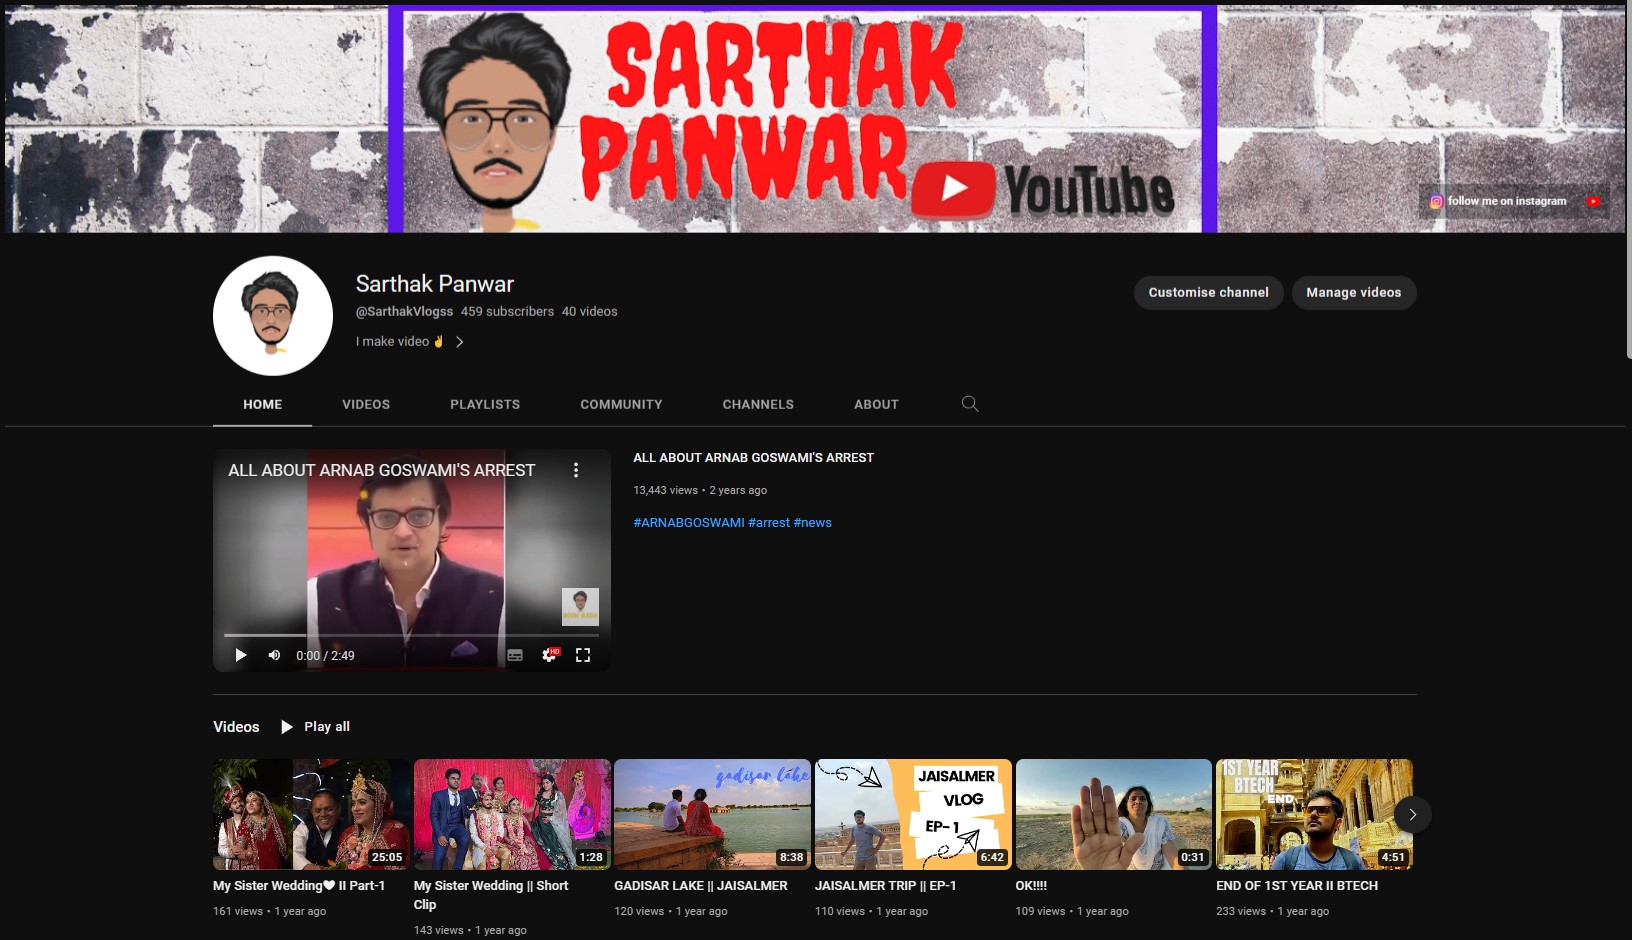 SARTHAK
PANWAR
YouTube
follow me on instagram
Sarthak Panwar
@SarthakVlogss 459 subscribers 40 videos
I make video ✌
Customise channel
Manage videos
HOME VIDEOS PLAYLISTS COMMUNITY CHANNELS ABOUT
ALL ABOUT ARNAB GOSWAMI'S ARREST
0:00 / 2:49
HD
ALL ABOUT ARNAB GOSWAMI'S ARREST
13,443 views • 2 years ago
#ARNABGOSWAMI #arrest #news
Videos Play all
25:05
My Sister Wedding🖤 II Part-1
161 views • 1 year ago
1:28
My Sister Wedding || Short
Clip
143 views • 1 year ago
gadisar lake
8:38
GADISAR LAKE || JAISALMER
120 views • 1 year ago
JAISALMER
VLOG
EP- 1
6:42
JAISALMER TRIP || EP-1
110 views • 1 year ago
0:31
OK!!!!
109 views • 1 year ago
1ST YEAR
BTECH
END
4:51
END OF 1ST YEAR II BTECH
233 views • 1 year ago